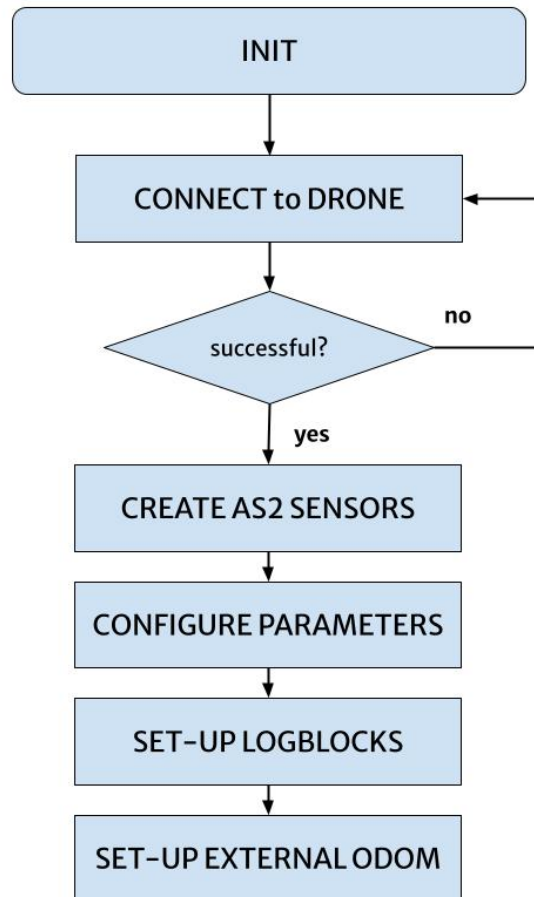 INIT
CONNECT to DRONE
successful?
no
yes
CREATE AS2 SENSORS
CONFIGURE PARAMETERS
SET-UP LOGBLOCKS
SET-UP EXTERNAL ODOM